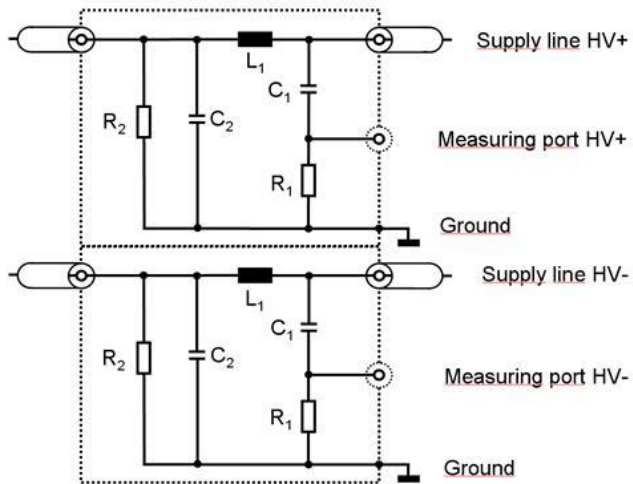 Supply line HV+
L₁
C₁
R₂
C₂
Measuring port HV+
R₁
Ground
Supply line HV-
L₁
C₁
R₂
C₂
Measuring port HV-
R₁
Ground